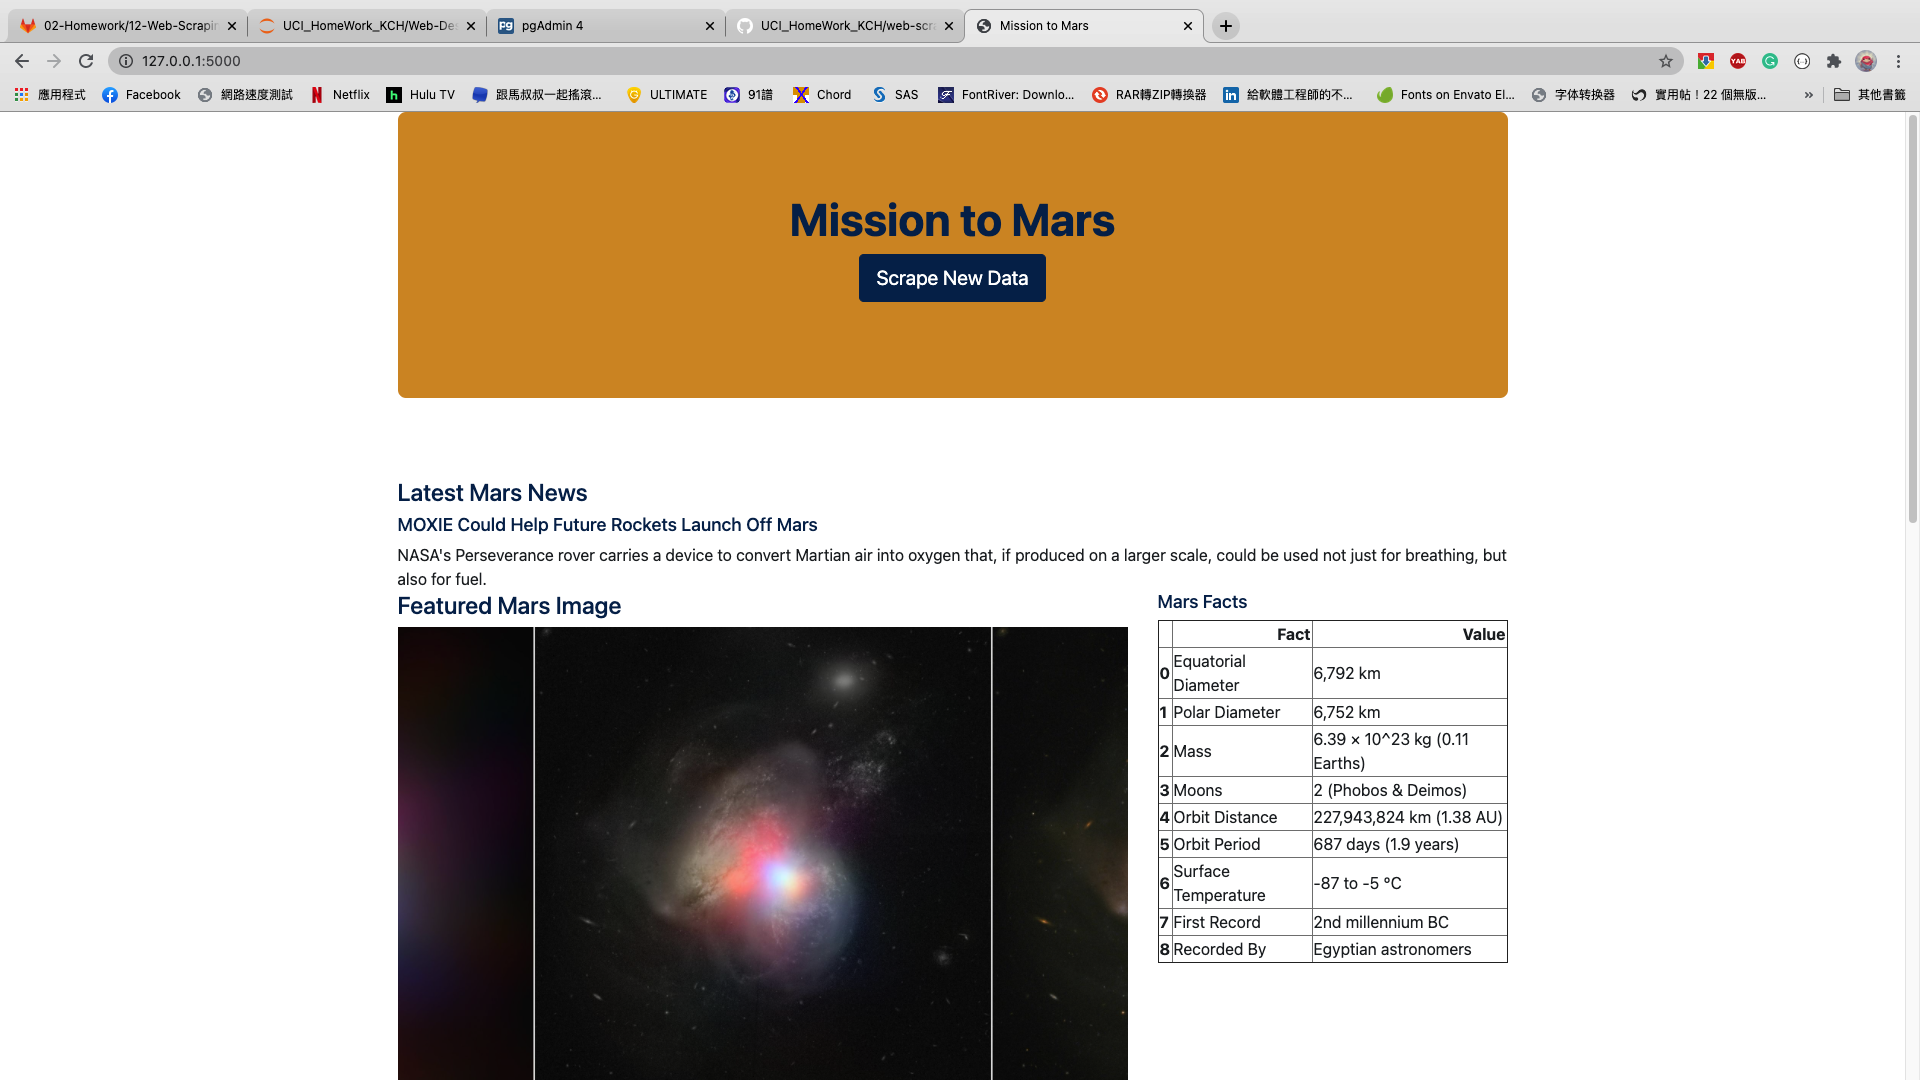 02-Homework/12-Web-Scrapin
UCI_HomeWork_KCH/Web-De
pgAdmin 4
UCI_HomeWork_KCH/web-scr
Mission to Mars
127.0.0.1:5000
應用程式
Facebook
網路速度測試
Netflix
Hulu TV
跟馬叔叔一起搖滾...
ULTIMATE
91譜
Chord
SAS
FontRiver: Downlo...
RAR轉ZIP轉換器
給軟體工程師的不...
Fonts on Envato El...
字体转换器
實用帖！22 個無版...
»
其他書籤
Mission to Mars
Scrape New Data
Latest Mars News
MOXIE Could Help Future Rockets Launch Off Mars
NASA's Perseverance rover carries a device to convert Martian air into oxygen that, if produced on a larger scale, could be used not just for breathing, but
also for fuel.
Featured Mars Image
Mars Facts
Fact Value
0 Equatorial Diameter 6,792 km
1 Polar Diameter 6,752 km
2 Mass 6.39 × 10^23 kg (0.11 Earths)
3 Moons 2 (Phobos & Deimos)
4 Orbit Distance 227,943,824 km (1.38 AU)
5 Orbit Period 687 days (1.9 years)
6 Surface Temperature -87 to -5 °C
7 First Record 2nd millennium BC
8 Recorded By Egyptian astronomers